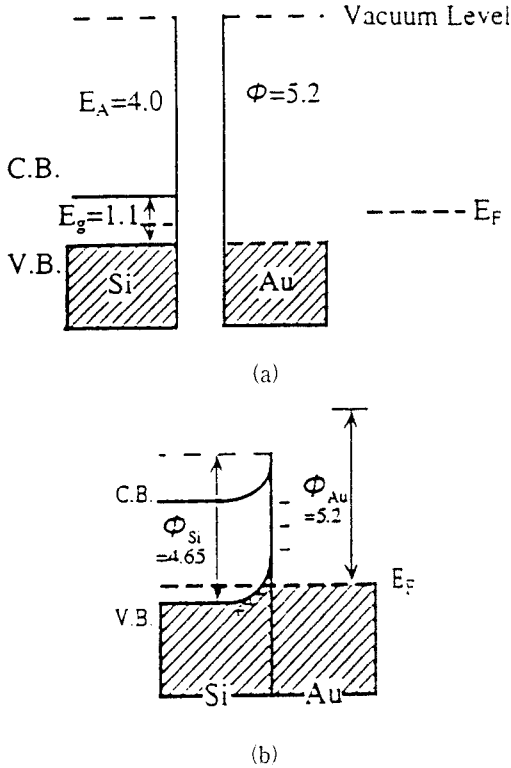 Vacuum Level
E_A=4.0
Φ=5.2
C.B.
E_g=1.1
E_F
V.B.
Si
Au
(a)
C.B.
Φ_Si
=4.65
Φ_Au
=5.2
E_F
V.B.
Si
Au
(b)